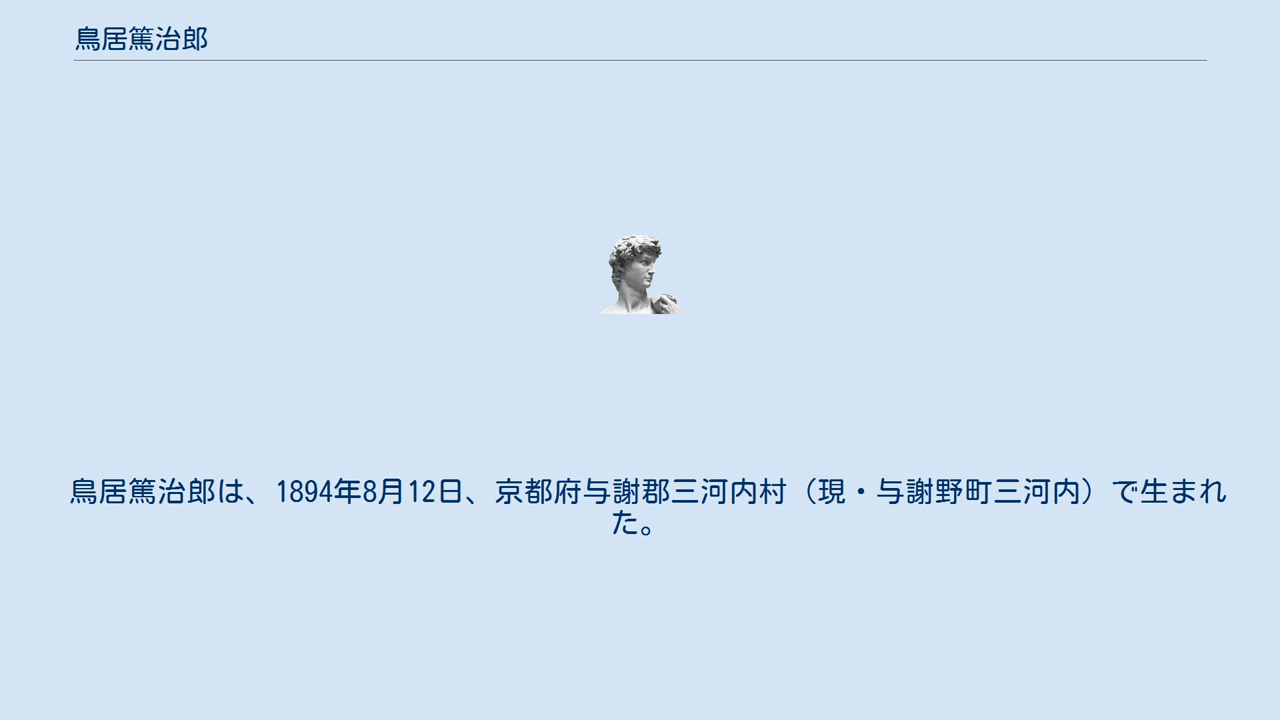 鳥居篤治郎
鳥居篤治郎は、1894年8月12日、京都府与謝郡三河内村（現・与謝野町三河内）で生まれ
た。